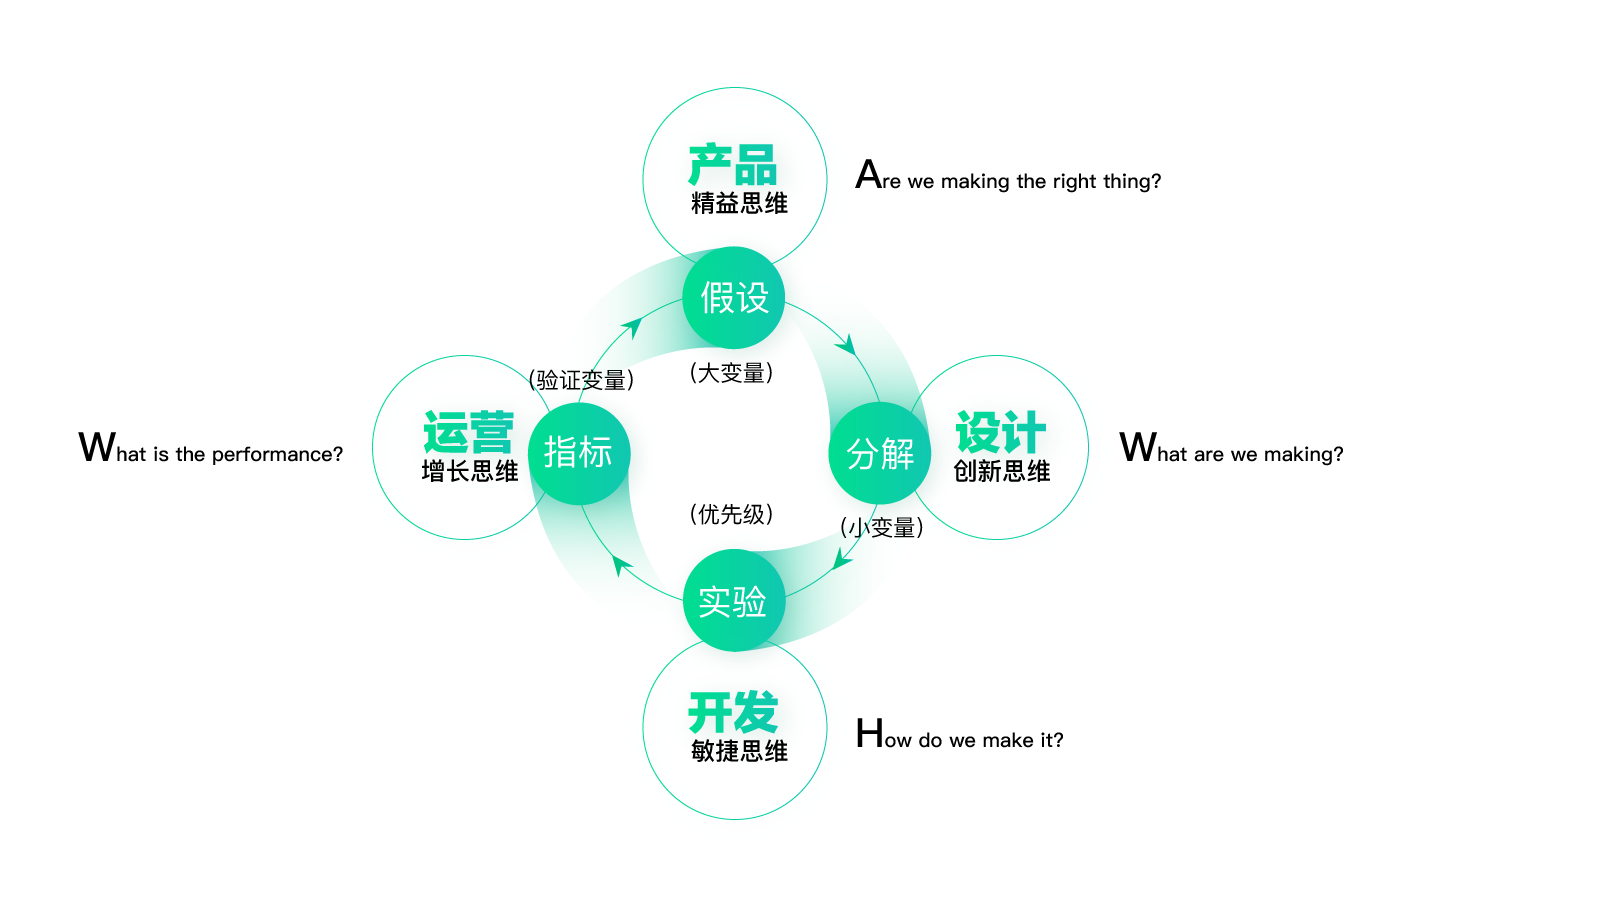 产品
精益思维
Are we making the right thing?
假设
(大变量)
(验证变量)
运营
增长思维
指标
What is the performance?
分解
设计
创新思维
What are we making?
(优先级)
(小变量)
实验
开发
敏捷思维
How do we make it?